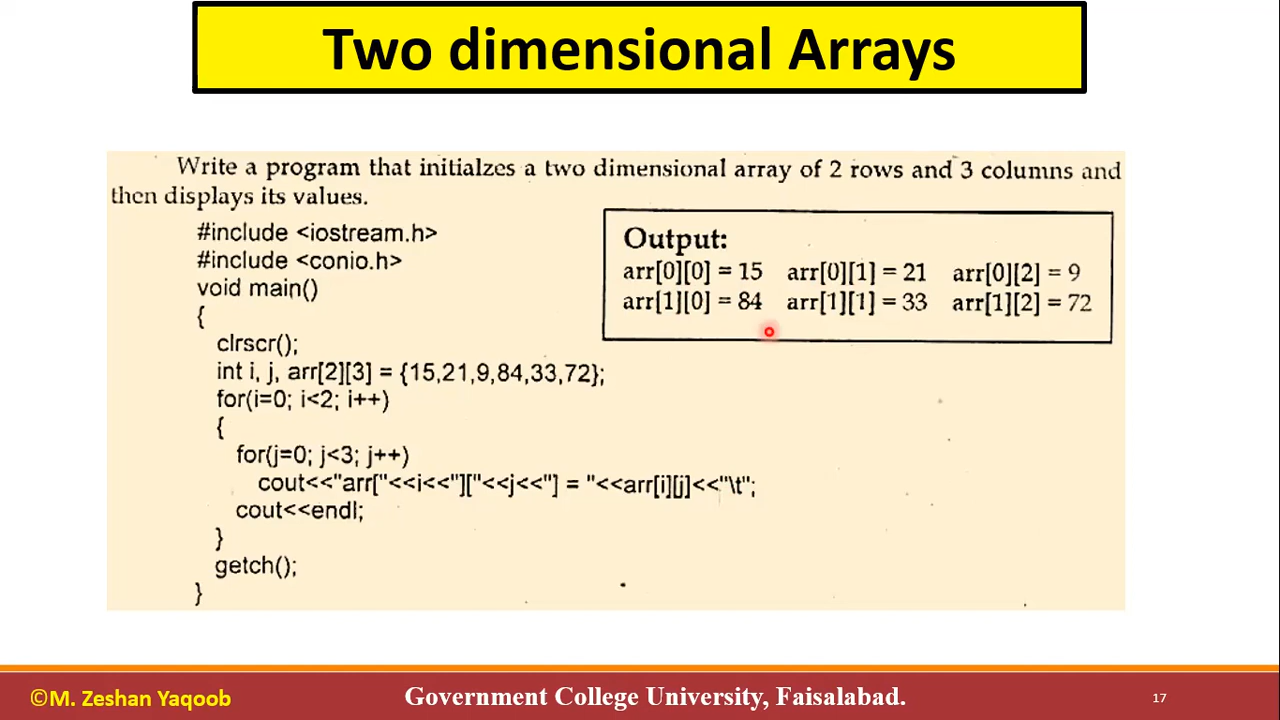 Two dimensional Arrays
Write a program that initialzes a two dimensional array of 2 rows and 3 columns and
then displays its values.
#include <iostream.h>
#include <conio.h>
void main()
{
clrscr();
int i, j, arr[2][3] = {15,21,9,84,33,72};
for(i=0; i<2; i++)
{
for(j=0; j<3; j++)
cout<<"arr["<<i<<"]["<<j<<"] = "<<arr[i][j]<<"\t";
cout<<endl;
}
getch();
}
Output:
arr[0][0] = 15 arr[0][1] = 21 arr[0][2] = 9
arr[1][0] = 84 arr[1][1] = 33 arr[1][2] = 72
©M. Zeshan Yaqoob
Government College University, Faisalabad.
17